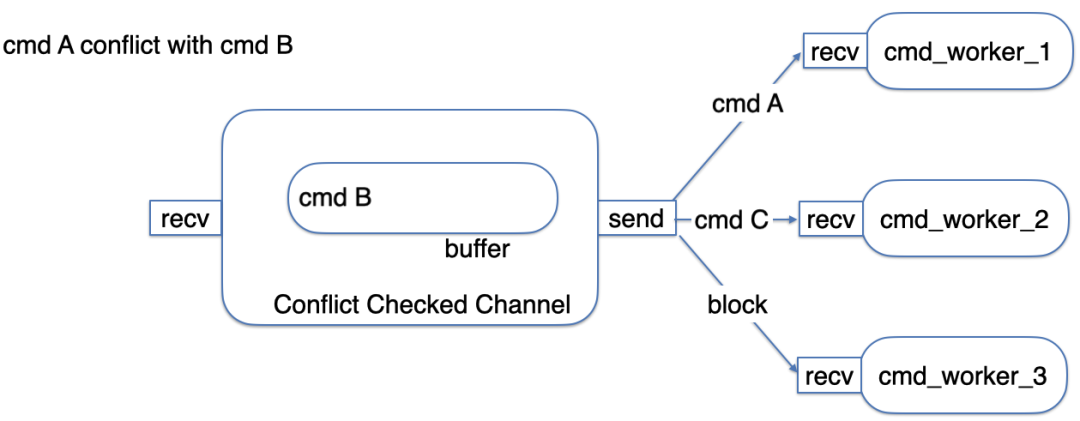 cmd A conflict with cmd B
recv
cmd_worker_1
cmd A
cmd B
recv
send
cmd C
recv
cmd_worker_2
buffer
Conflict Checked Channel
block
recv
cmd_worker_3